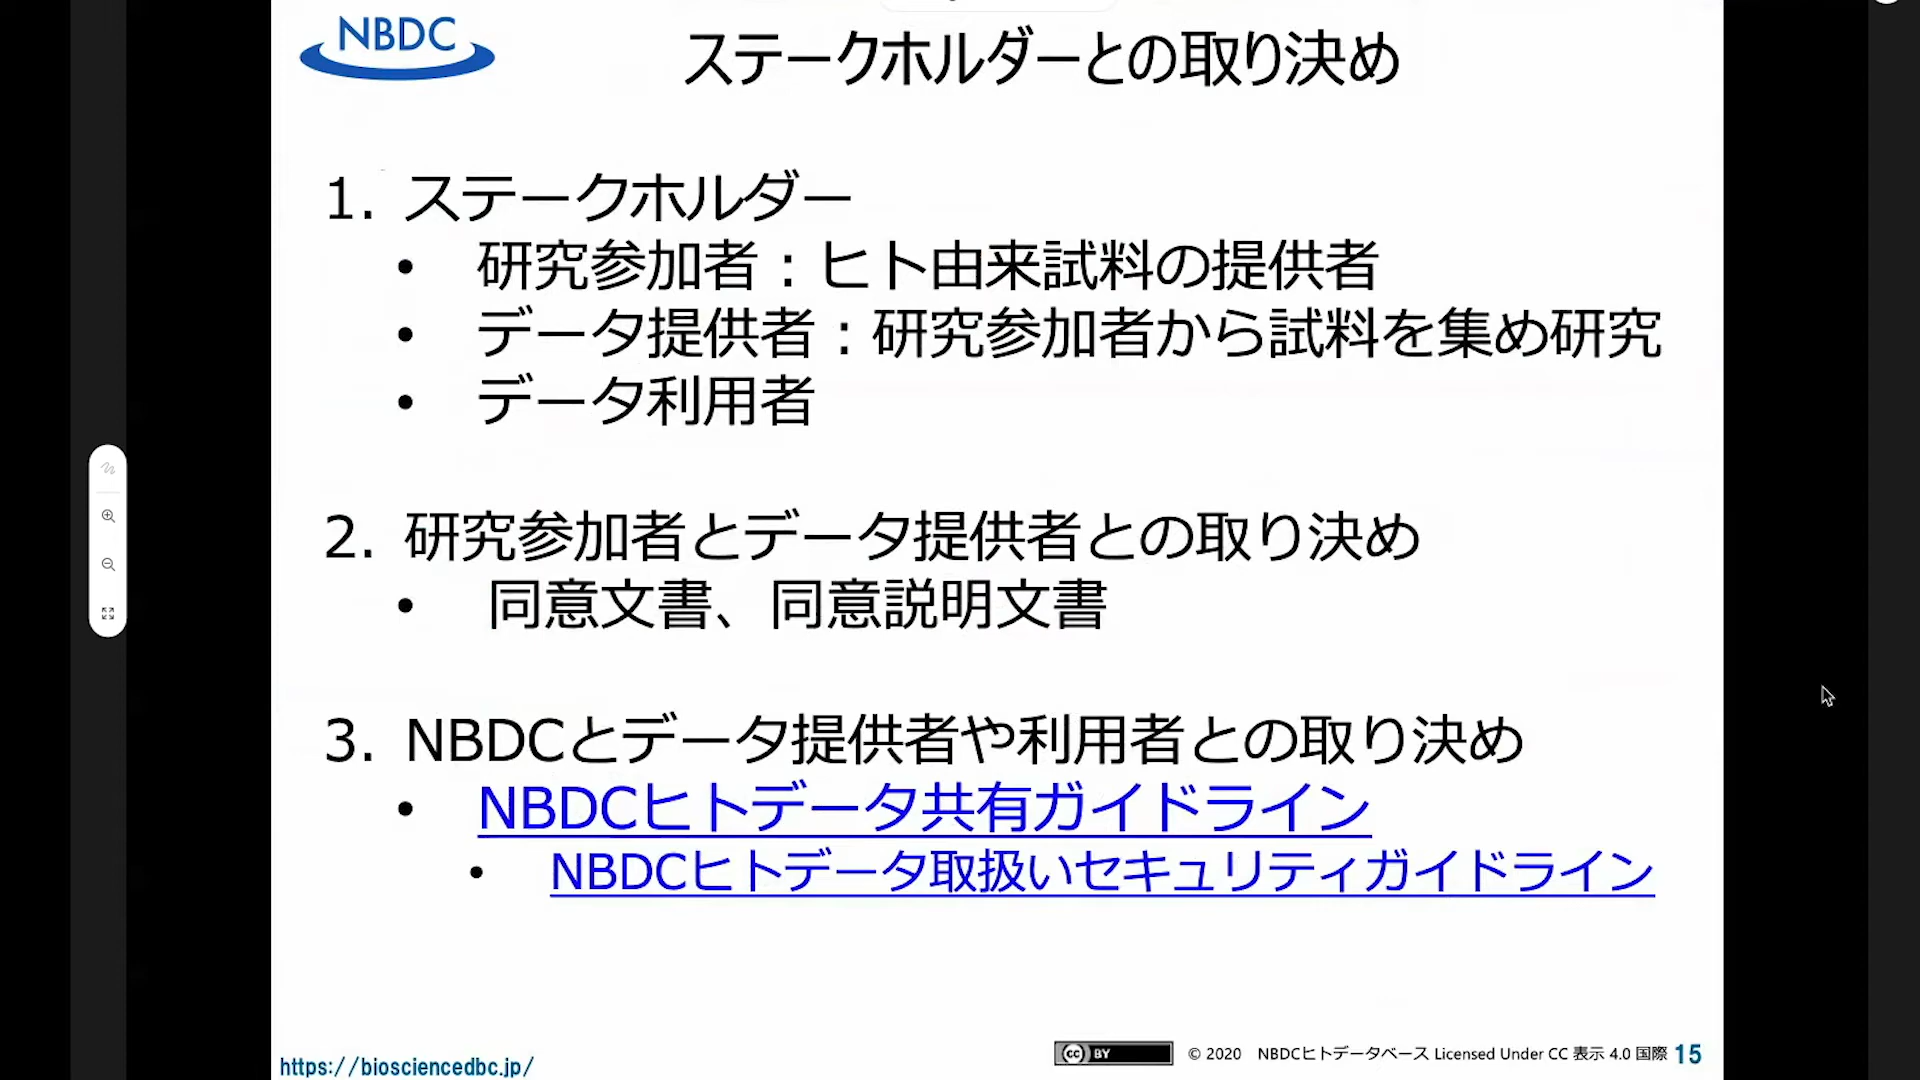 NBDC
ステークホルダーとの取り決め
1. ステークホルダー
• 研究参加者：ヒト由来試料の提供者
• データ提供者：研究参加者から試料を集め研究
• データ利用者
2. 研究参加者とデータ提供者との取り決め
• 同意文書、同意説明文書
3. NBDCとデータ提供者や利用者との取り決め
• NBDCヒトデータ共有ガイドライン
• NBDCヒトデータ取扱いセキュリティガイドライン
https://biosciencedbc.jp/
cc BY
© 2020 NBDCヒトデータベース Licensed Under CC 表示 4.0 国際 15